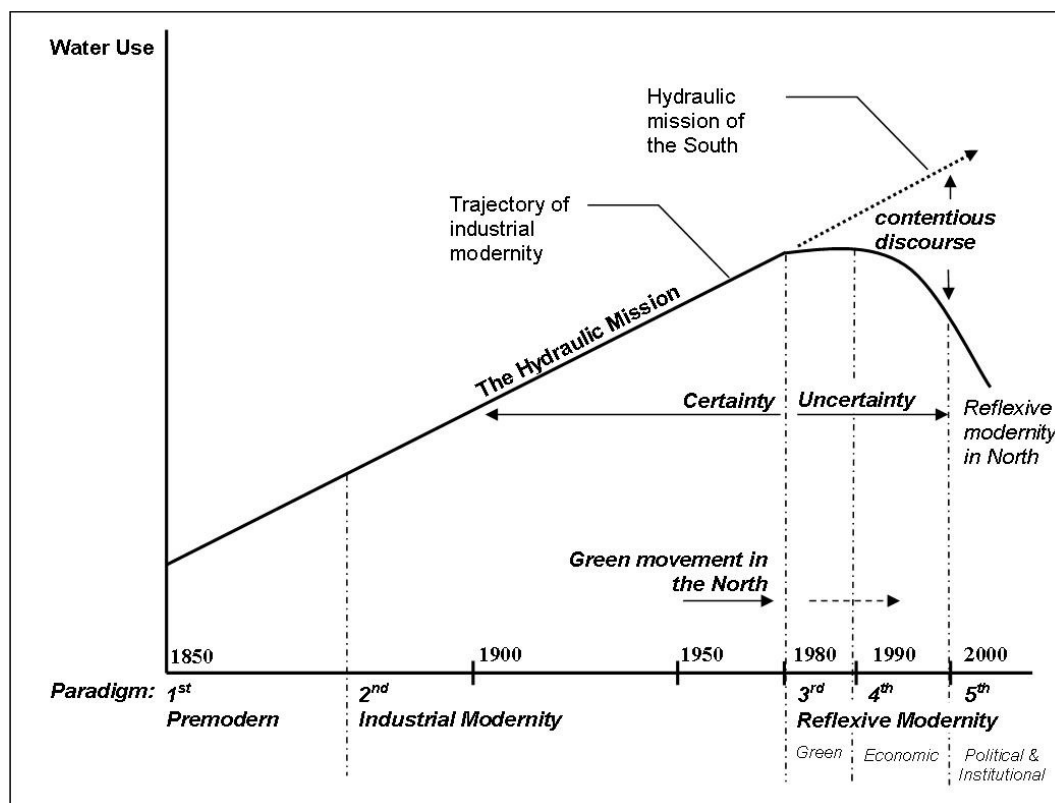 Water Use
Hydraulic
mission of
the South
Trajectory of
industrial
modernity
contentious
discourse
The Hydraulic Mission
Certainty
Uncertainty
Reflexive
modernity
in North
Green movement in
the North
1850
1900
1950
1980
1990
2000
Paradigm: 1st 2nd 3rd 4th 5th
Premodern Industrial Modernity Reflexive Modernity
Green Economic Political &
Institutional